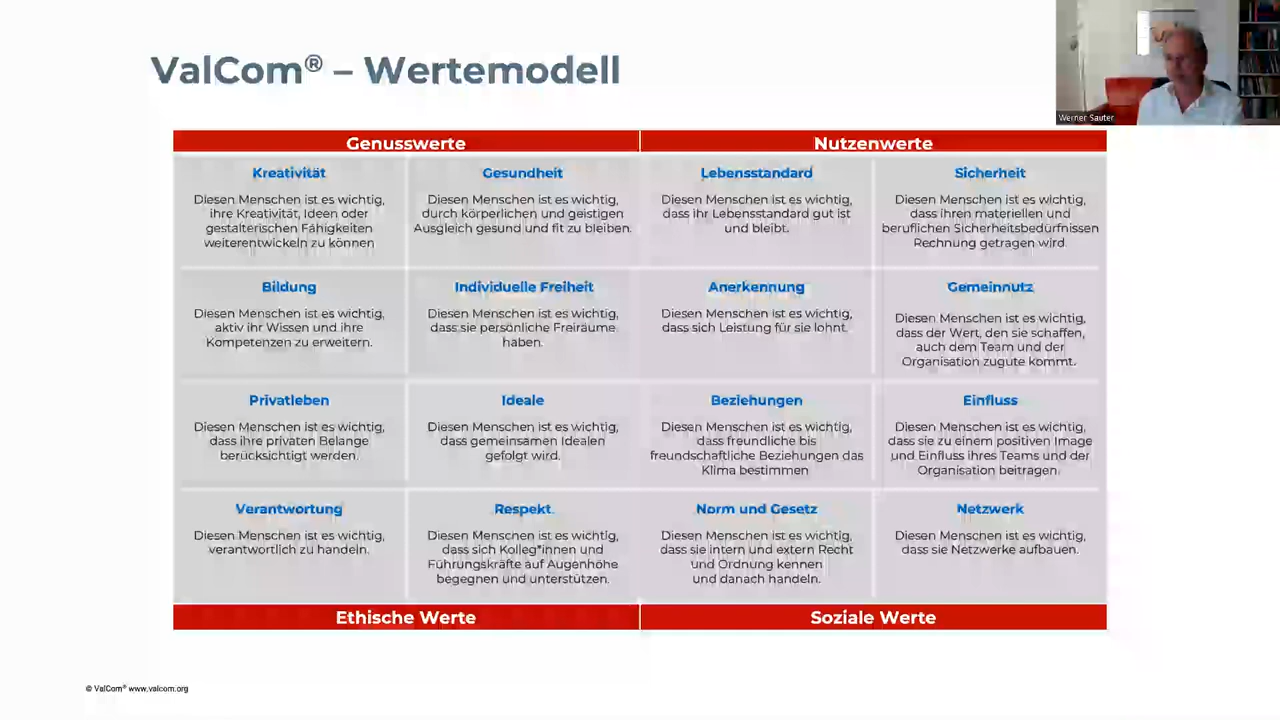 ValCom® – Wertemodell
Werner Sauter
Genusswerte
Nutzenwerte
Kreativität
Diesen Menschen ist es wichtig,
ihre Kreativität, Ideen oder
gestalterischen Fähigkeiten
weiterentwickeln zu können
Gesundheit
Diesen Menschen ist es wichtig,
durch körperlichen und geistigen
Ausgleich gesund und fit zu bleiben.
Lebensstandard
Diesen Menschen ist es wichtig,
dass ihr Lebensstandard gut ist
und bleibt.
Sicherheit
Diesen Menschen ist es wichtig,
dass ihren materiellen und
beruflichen Sicherheitsbedürfnissen
Rechnung getragen wird.
Bildung
Diesen Menschen ist es wichtig,
aktiv ihr Wissen und ihre
Kompetenzen zu erweitern.
Individuelle Freiheit
Diesen Menschen ist es wichtig,
dass sie persönliche Freiräume
haben.
Anerkennung
Diesen Menschen ist es wichtig,
dass sich Leistung für sie lohnt.
Gemeinnutz
Diesen Menschen ist es wichtig,
dass der Wert, den sie schaffen,
auch dem Team und der
Organisation zugute kommt.
Privatleben
Diesen Menschen ist es wichtig,
dass ihre privaten Belange
berücksichtigt werden.
Ideale
Diesen Menschen ist es wichtig,
dass gemeinsamen Idealen
gefolgt wird.
Beziehungen
Diesen Menschen ist es wichtig,
dass freundliche bis
freundschaftliche Beziehungen das
Klima bestimmen
Einfluss
Diesen Menschen ist es wichtig,
dass sie zu einem positiven Image
und Einfluss ihres Teams und der
Organisation beitragen.
Verantwortung
Diesen Menschen ist es wichtig,
verantwortlich zu handeln.
Respekt
Diesen Menschen ist es wichtig,
dass sich Kolleg*innen und
Führungskräfte auf Augenhöhe
begegnen und unterstützen.
Norm und Gesetz
Diesen Menschen ist es wichtig,
dass sie intern und extern Recht
und Ordnung kennen
und danach handeln.
Netzwerk
Diesen Menschen ist es wichtig,
dass sie Netzwerke aufbauen.
Ethische Werte
Soziale Werte
© ValCom® www.valcom.org